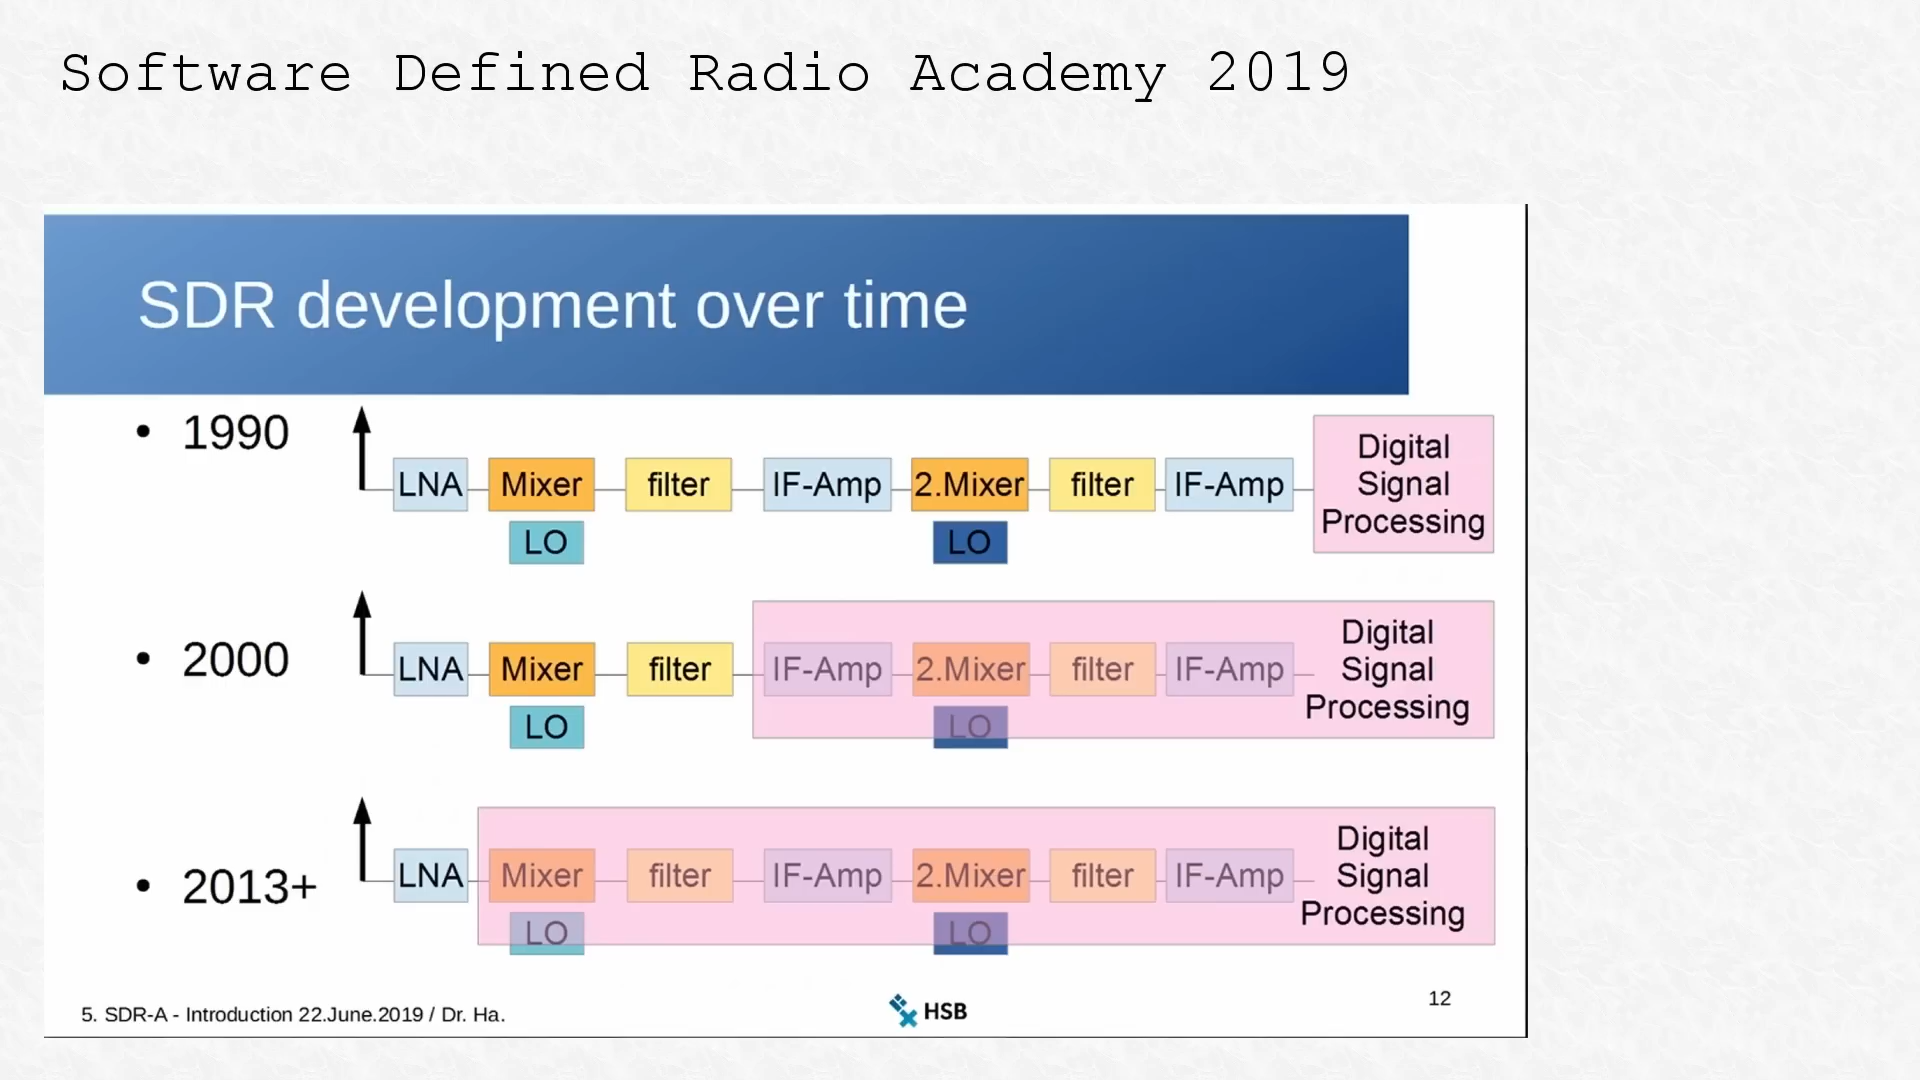 Software Defined Radio Academy 2019
SDR development over time
• 1990
LNA Mixer filter IF-Amp 2.Mixer filter IF-Amp
Digital
Signal
Processing
LO LO
• 2000
LNA Mixer filter IF-Amp 2.Mixer filter IF-Amp
Digital
Signal
Processing
LO LO
• 2013+
LNA Mixer filter IF-Amp 2.Mixer filter IF-Amp
Digital
Signal
Processing
LO LO
5. SDR-A - Introduction 22.June.2019 / Dr. Ha.
HSB
12